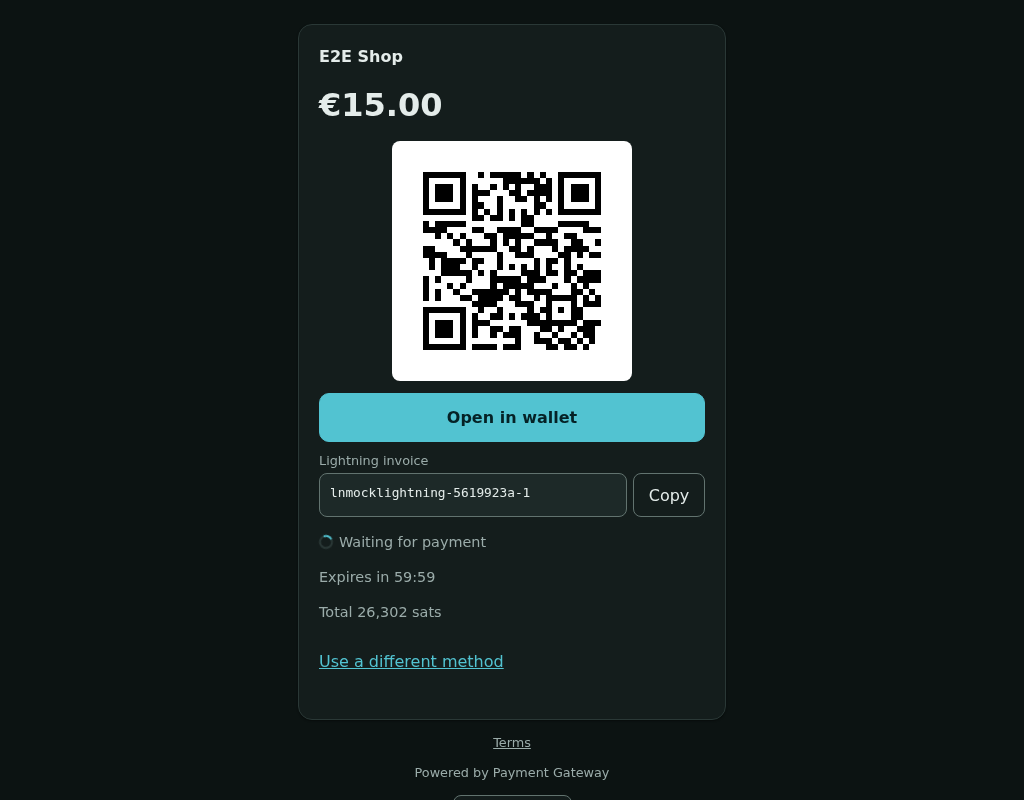 E2E Shop
€15.00
Open in wallet
Lightning invoice
lnmocklightning-5619923a-1
Copy
Waiting for payment
Expires in 59:59
Total 26,302 sats
Use a different method
Terms
Powered by Payment Gateway